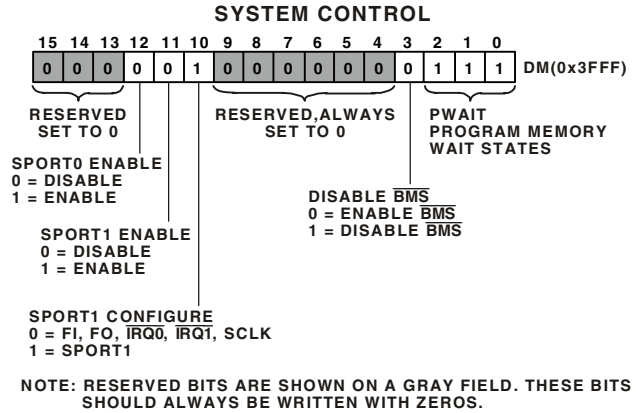 SYSTEM CONTROL
15 14 13 12 11 10 9 8 7 6 5 4 3 2 1 0
0 0 0 0 0 1 0 0 0 0 0 0 0 1 1 1 DM(0x3FFF)
RESERVED
SET TO 0
RESERVED, ALWAYS
SET TO 0
PWAIT
PROGRAM MEMORY
WAIT STATES
SPORT0 ENABLE
0 = DISABLE
1 = ENABLE
DISABLE BMS
0 = ENABLE BMS
1 = DISABLE BMS
SPORT1 ENABLE
0 = DISABLE
1 = ENABLE
SPORT1 CONFIGURE
0 = FI, FO, IRQ0, IRQ1, SCLK
1 = SPORT1
NOTE: RESERVED BITS ARE SHOWN ON A GRAY FIELD. THESE BITS
SHOULD ALWAYS BE WRITTEN WITH ZEROS.